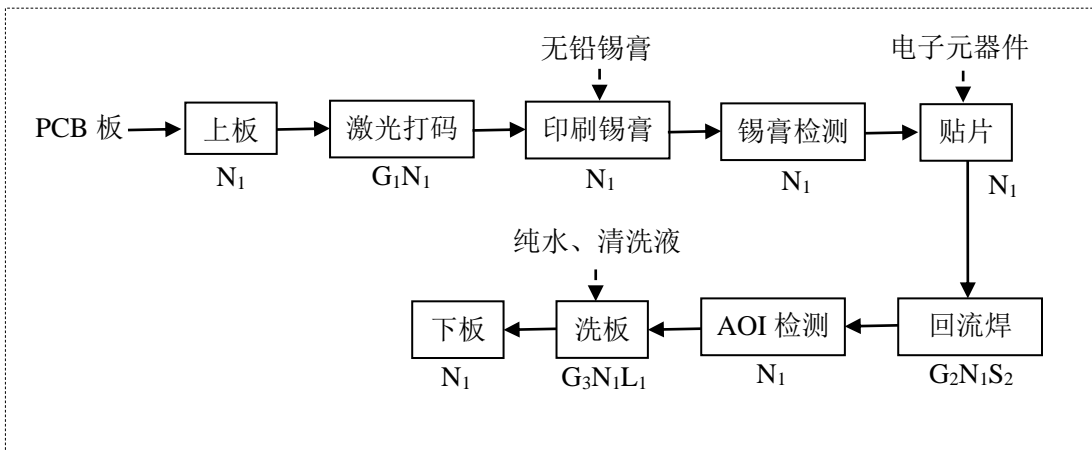 无铅锡膏
电子元器件
PCB 板
上板
激光打码
印刷锡膏
锡膏检测
贴片
N₁
G₁N₁
N₁
N₁
N₁
纯水、清洗液
下板
洗板
AOI 检测
回流焊
N₁
G₃N₁L₁
N₁
G₂N₁S₂